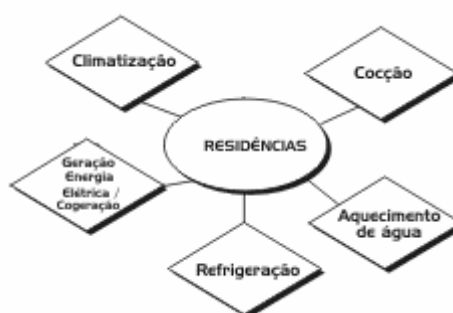 Climatização
Cocção
RESIDÊNCIAS
Geração
Energia
Elétrica /
Cogeração
Aquecimento
de água
Refrigeração